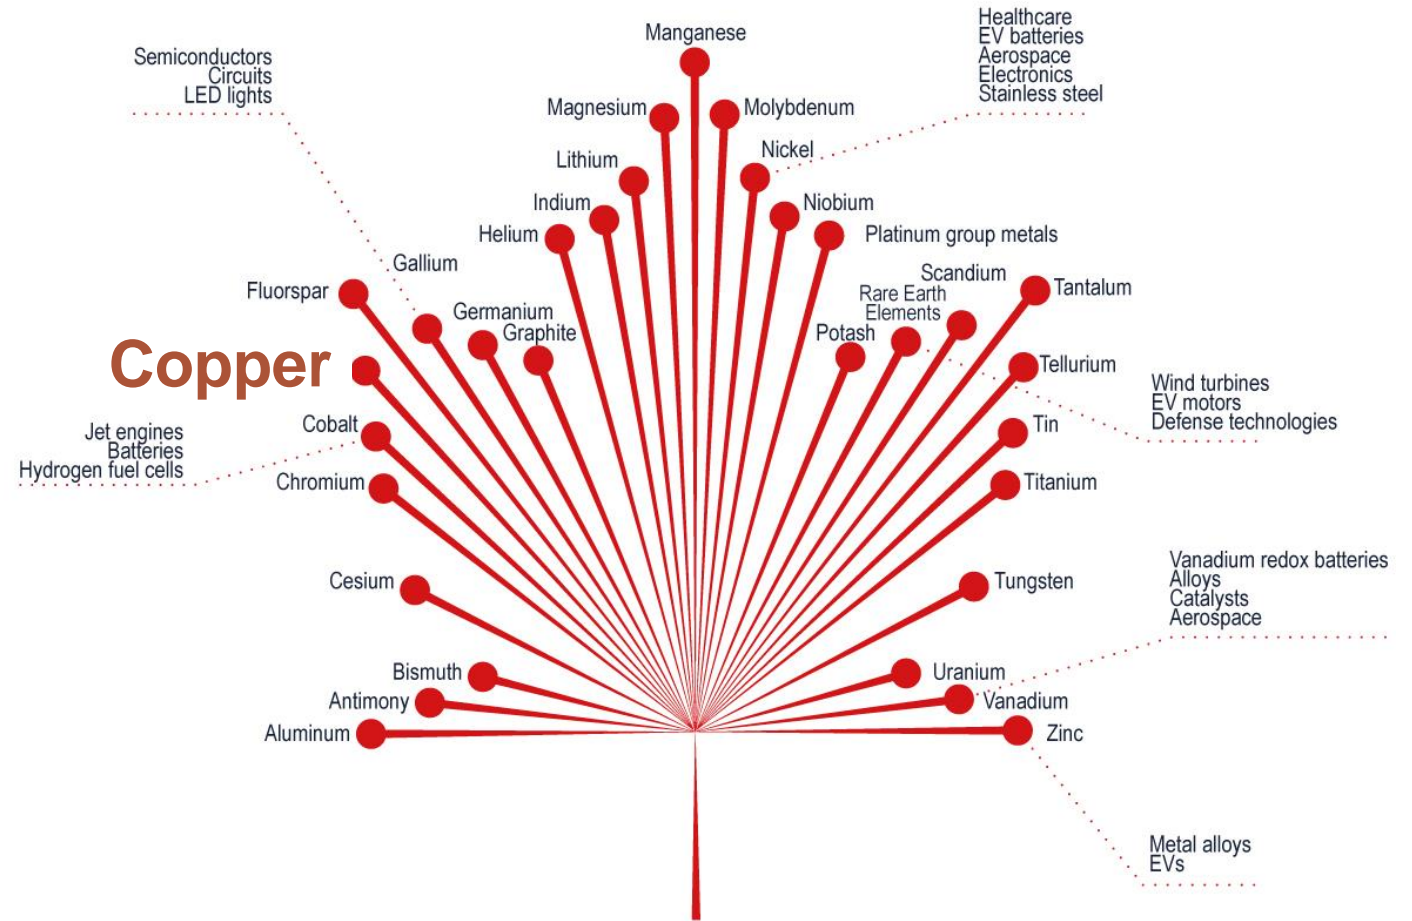 Manganese
Healthcare
EV batteries
Aerospace
Electronics
Stainless steel
Semiconductors
Circuits
LED lights
Magnesium
Molybdenum
Nickel
Lithium
Indium
Niobium
Helium
Platinum group metals
Gallium
Scandium
Fluorspar
Tantalum
Rare Earth
Elements
Germanium
Graphite
Potash
Copper
Tellurium
Wind turbines
EV motors
Defense technologies
Cobalt
Tin
Jet engines
Batteries
Hydrogen fuel cells
Chromium
Titanium
Cesium
Tungsten
Vanadium redox batteries
Alloys
Catalysts
Aerospace
Bismuth
Uranium
Antimony
Vanadium
Aluminum
Zinc
Metal alloys
EVs